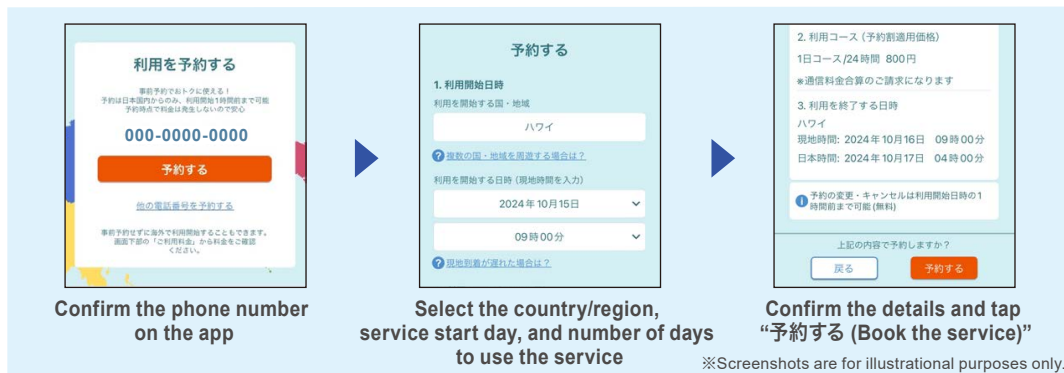 利用を予約する
事前予約でおトクに使える！
予約は日本国内からのみ、利用開始1時間前まで可能
予約時点で料金は発生しないので安心
000-0000-0000
予約する
他の電話番号を予約する
事前予約せずに海外で利用開始することもできます。
画面下部の「ご利用料金」から料金をご確認
ください。
Confirm the phone number
on the app
予約する
1. 利用開始日時
利用を開始する国・地域
ハワイ
複数の国・地域を周遊する場合は？
利用を開始する日時（現地時間を入力）
2024年10月15日
09時00分
現地到着が遅れた場合は？
Select the country/region,
service start day, and number of days
to use the service
2. 利用コース（予約割適用価格）
1日コース/24時間 800円
※通信料金合算のご請求になります
3. 利用を終了する日時
ハワイ
現地時間: 2024年10月16日 09時00分
日本時間: 2024年10月17日 04時00分
予約の変更・キャンセルは利用開始日時の1
時間前まで可能(無料)
上記の内容で予約しますか？
戻る
予約する
Confirm the details and tap
“予約する (Book the service)”
※Screenshots are for illustrational purposes only.